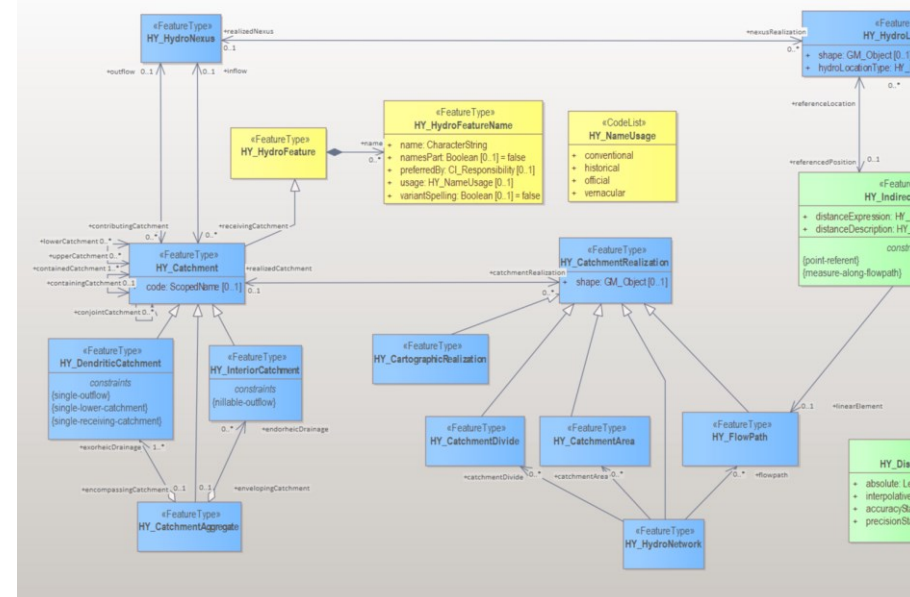 «FeatureType»
HY_HydroNexus
+realizedNexus
0..1
+nexusRealization
0..*
«Feature
HY_HydroL
+ shape: GM_Object [0..1
+ hydroLocationType: HY_
0..*
+outflow 0..1
0..1 +inflow
+referenceLocation
«FeatureType»
HY_HydroFeature
+name
0..*
«FeatureType»
HY_HydroFeatureName
+ name: CharacterString
+ namesPart: Boolean [0..1] = false
+ preferredBy: CI_Responsibility [0..1]
+ usage: HY_NameUsage [0..1]
+ variantSpelling: Boolean [0..1] = false
«CodeList»
HY_NameUsage
+ conventional
+ historical
+ official
+ vernacular
+referencedPosition
0..1
«Featur
HY_Indirec
+ distanceExpression: HY_
+ distanceDescription: HY_
constr
{point-referent}
{measure-along-flowpath}
+contributingCatchment
0..*
+receivingCatchment
0..*
+lowerCatchment 0..*
+upperCatchment 0..*
+containedCatchment 1..*
+containingCatchment 0..1
+conjointCatchment 0..*
«FeatureType»
HY_Catchment
code: ScopedName [0..1]
+realizedCatchment
0..1
+catchmentRealization
0..*
«FeatureType»
HY_CatchmentRealization
+ shape: GM_Object [0..1]
«FeatureType»
HY_DendriticCatchment
constraints
{single-outflow}
{single-lower-catchment}
{single-receiving-catchment}
«FeatureType»
HY_InteriorCatchment
constraints
{nillable-outflow}
«FeatureType»
HY_CartographicRealization
+exorheicDrainage 1..*
0..*
+endorheicDrainage
«FeatureType»
HY_CatchmentDivide
«FeatureType»
HY_CatchmentArea
«FeatureType»
HY_FlowPath
0..1
+linearElement
+catchmentDivide 0..*
+catchmentArea 0..*
0..*
+flowpath
+encompassingCatchment 0..1
0..1 +envelopingCatchment
«FeatureType»
HY_CatchmentAggregate
«FeatureType»
HY_HydroNetwork
HY_Dis
+ absolute: Le
+ interpolative
+ accuracySta
+ precisionSta